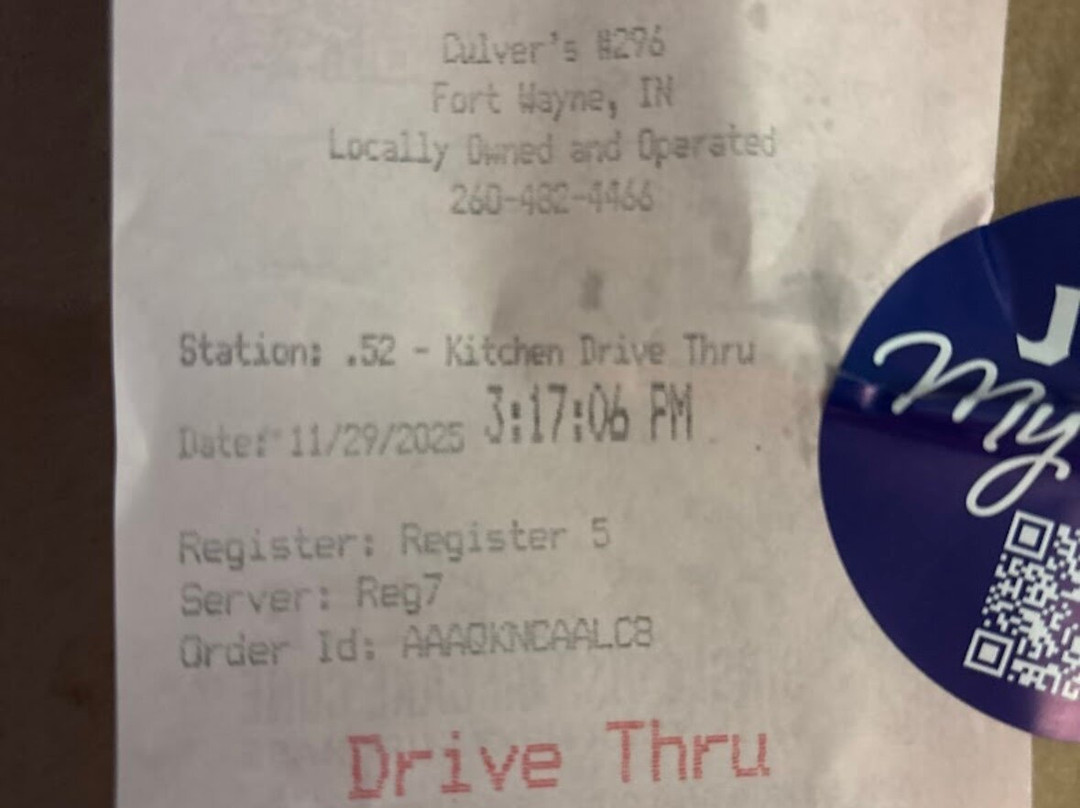 Culver's #296
Fort Wayne, IN
Locally Owned and Operated
260-482-4466
Station: .52 - Kitchen Drive Thru
Date: 11/29/2025 3:17:06 PM
Register: Register 5
Server: Reg7
Order Id: AAAQKNCAALC8
Drive Thru
J
My